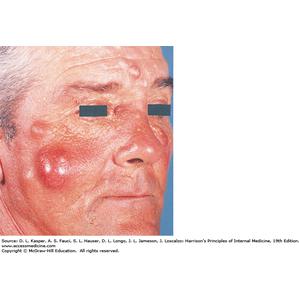 Source: D. L. Kasper, A. S. Fauci, S. L. Hauser, D. L. Longo, J. L. Jameson, J. Loscalzo: Harrison's Principles of Internal Medicine, 19th Edition.
www.accessmedicine.com
Copyright © McGraw-Hill Education.  All rights reserved.